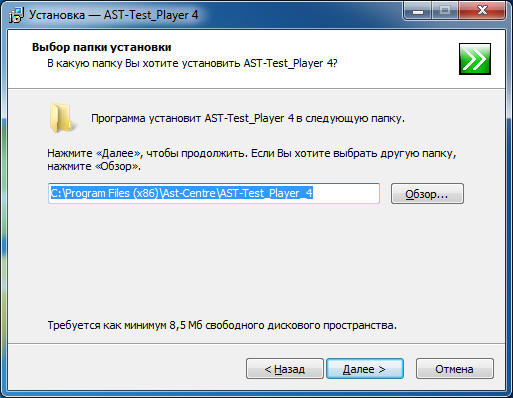 Установка — AST-Test_Player 4
Выбор папки установки
В какую папку Вы хотите установить AST-Test_Player 4?
Программа установит AST-Test_Player 4 в следующую папку.
Нажмите «Далее», чтобы продолжить. Если Вы хотите выбрать другую папку,
нажмите «Обзор».
C:\Program Files (x86)\Ast-Centre\AST-Test_Player_4
Обзор...
Требуется как минимум 8,5 Мб свободного дискового пространства.
< Назад
Далее >
Отмена